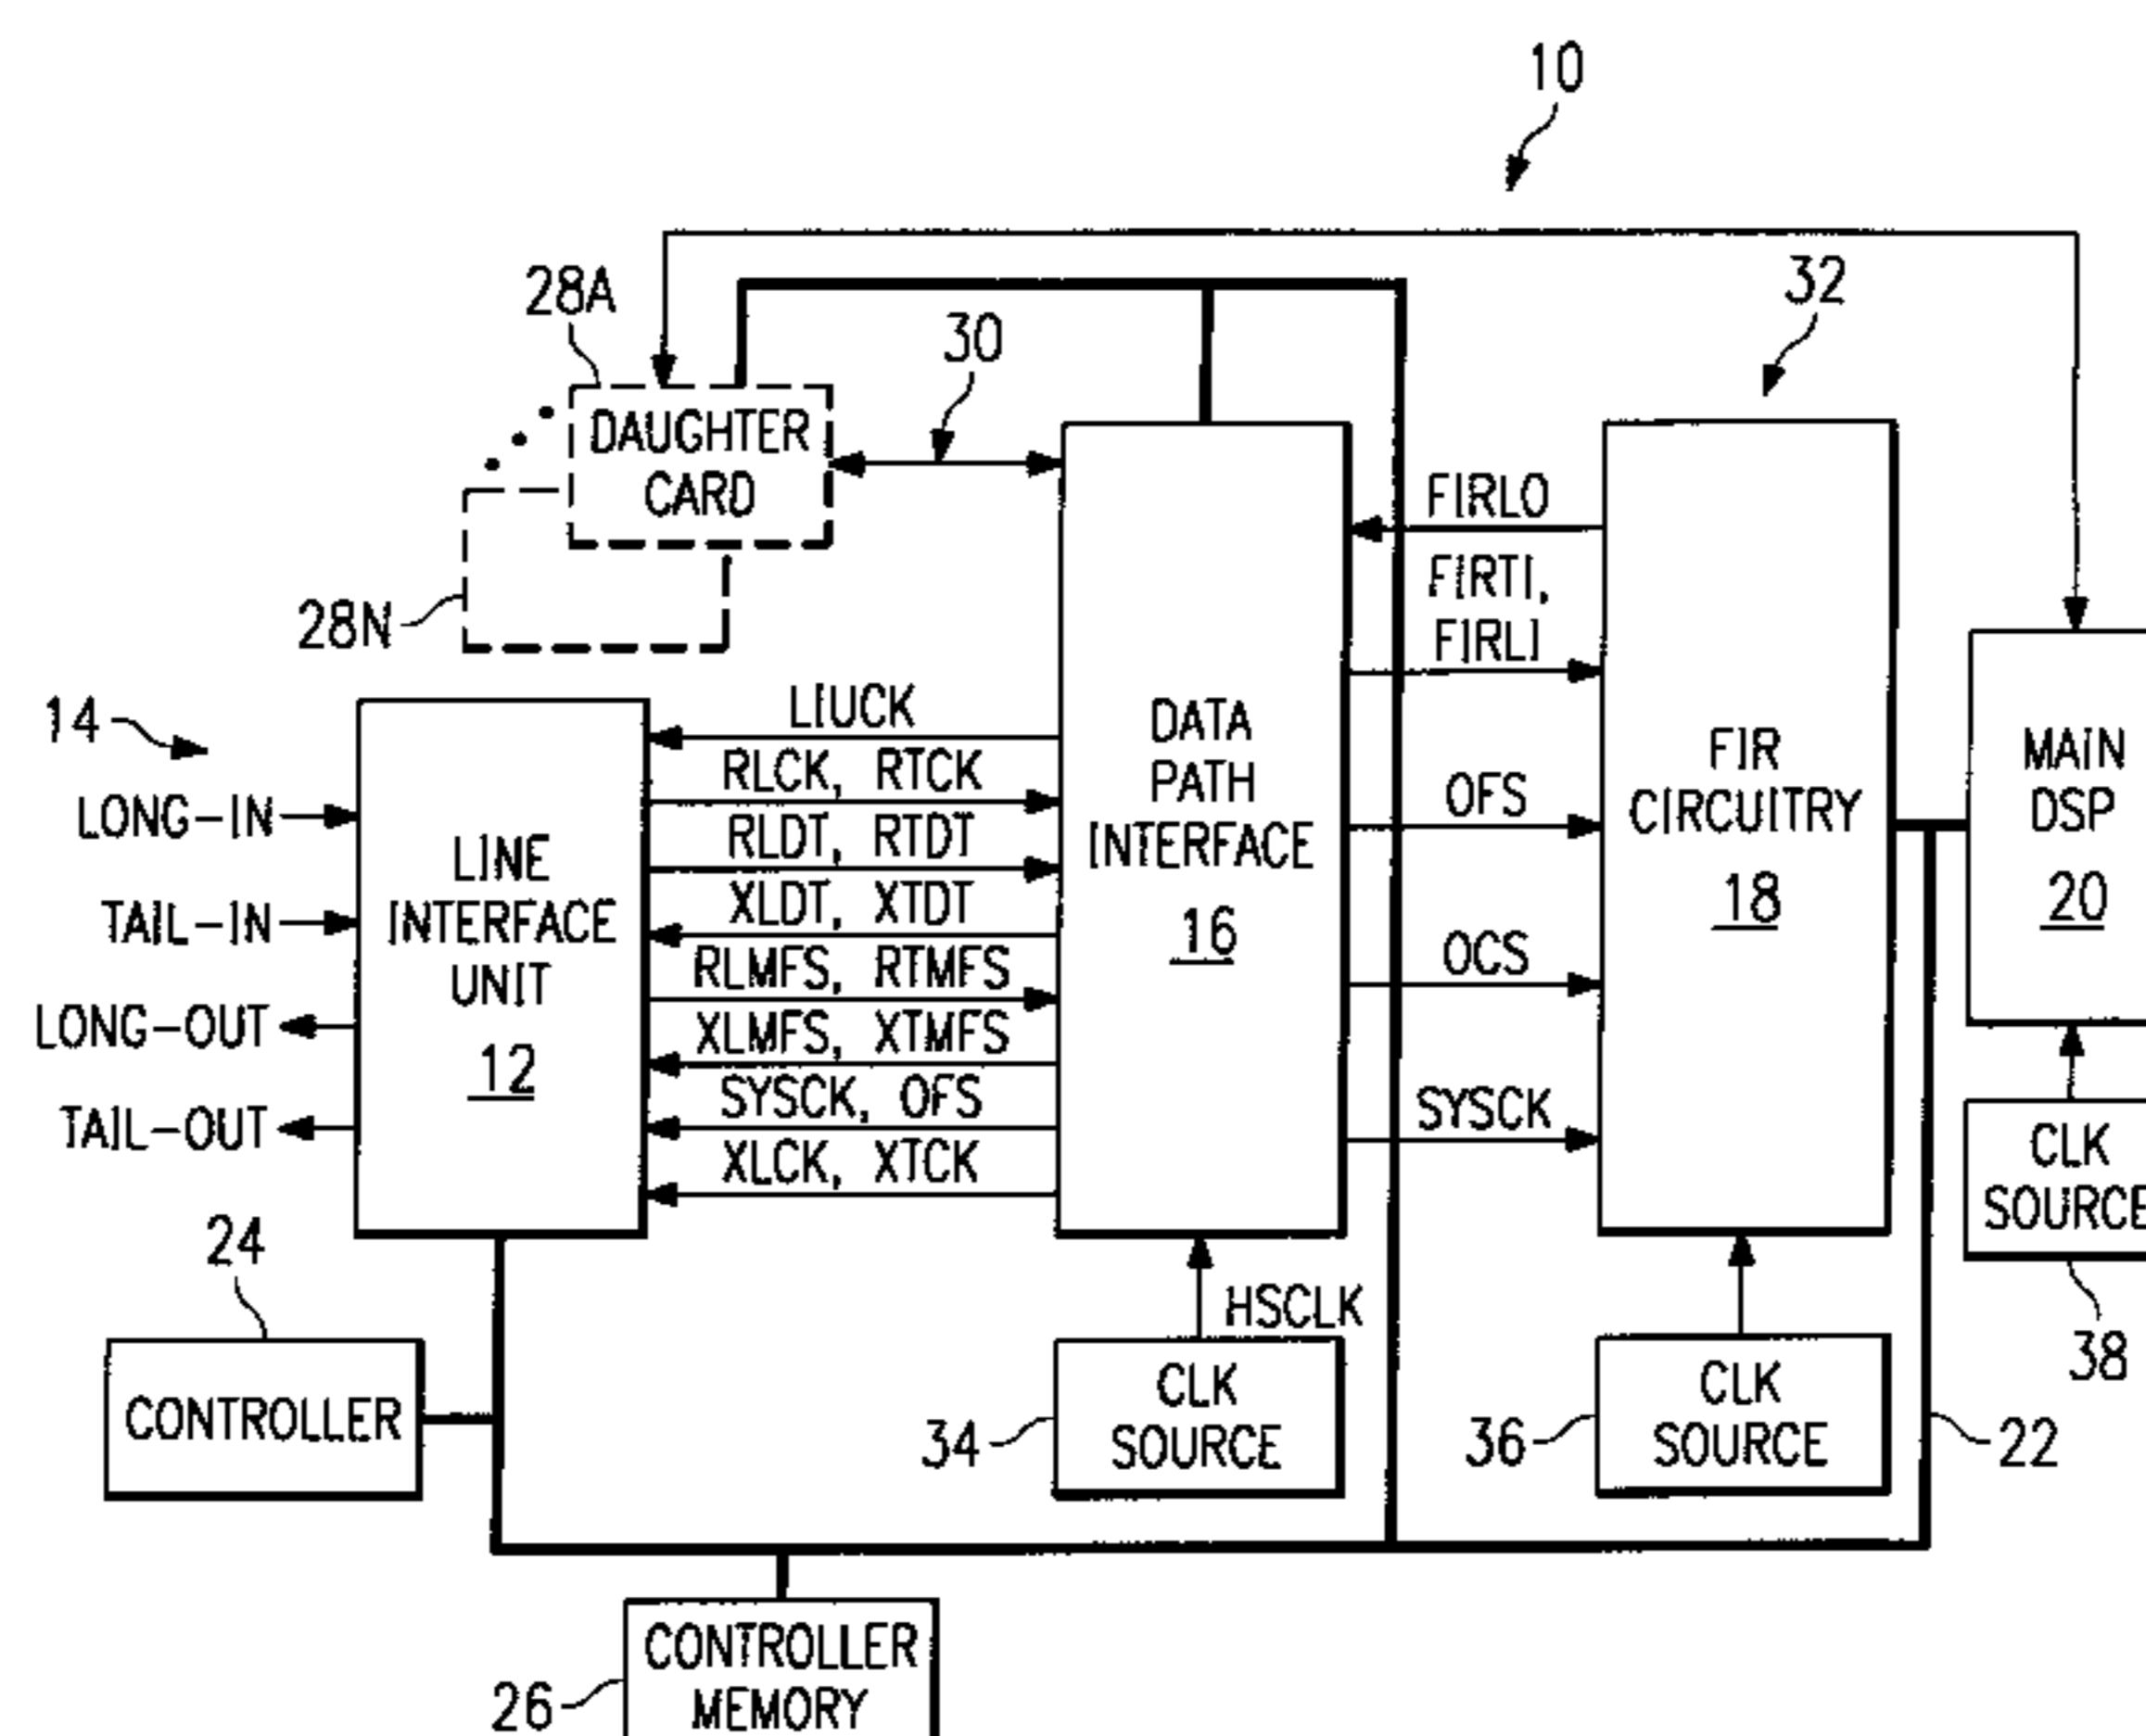 10
32
28A
30
DAUGHTER
CARD
28N
FIRLO
FIRTI,
FIRLI
14
LIUCK
RLCK, RTCK
RLDT, RTDT
XLDT, XTDT
RLMFS, RTMFS
XLMFS, XTMFS
SYSCK, OFS
XLCK, XTCK
LONG-IN
TAIL-IN
LONG-OUT
TAIL-OUT
LINE
INTERFACE
UNIT
12
DATA
PATH
INTERFACE
16
OFS
OCS
SYSCK
FIR
CIRCUITRY
18
MAIN
DSP
20
CLK
SOURCE
38
24
CONTROLLER
HSCLK
34
CLK
SOURCE
36
CLK
SOURCE
22
CONTROLLER
MEMORY
26